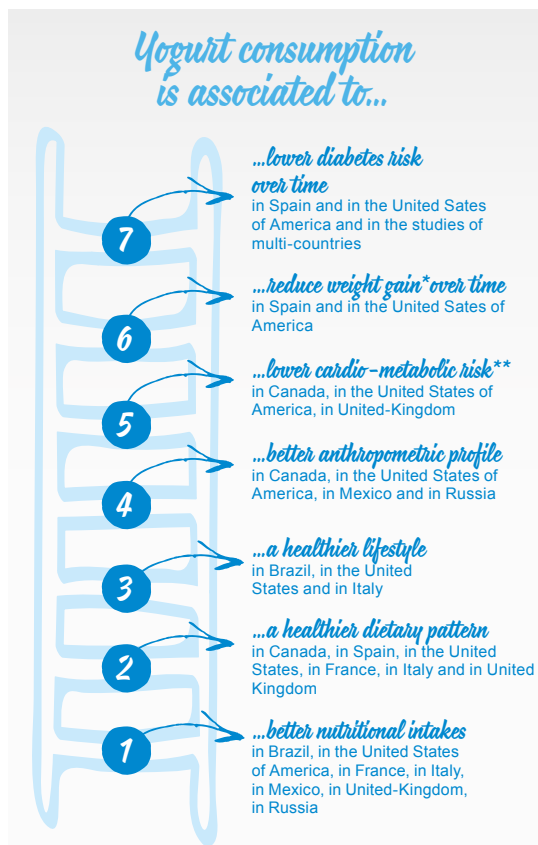 Yogurt consumption
is associated to...
...lower diabetes risk
over time
in Spain and in the United Sates
of America and in the studies of
multi-countries
7
...reduce weight gain*over time
in Spain and in the United Sates of
America
6
...lower cardio-metabolic risk**
in Canada, in the United States of
America, in United-Kingdom
5
...better anthropometric profile
in Canada, in the United States of
America, in Mexico and in Russia
4
...a healthier lifestyle
in Brazil, in the United
States and in Italy
3
...a healthier dietary pattern
in Canada, in Spain, in the United
States, in France, in Italy and in United
Kingdom
2
...better nutritional intakes
in Brazil, in the United States
of America, in France, in Italy,
in Mexico, in United-Kingdom,
in Russia
1